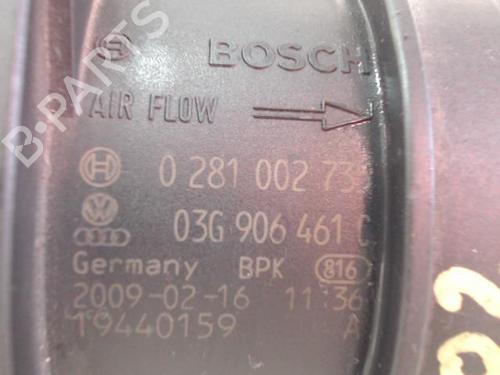 BOSCH
AIR FLOW
0 281 002 73
03G 906 461 C
Germany BPK 816
2009-02-16 11:36
19440159 A
B-PARTS